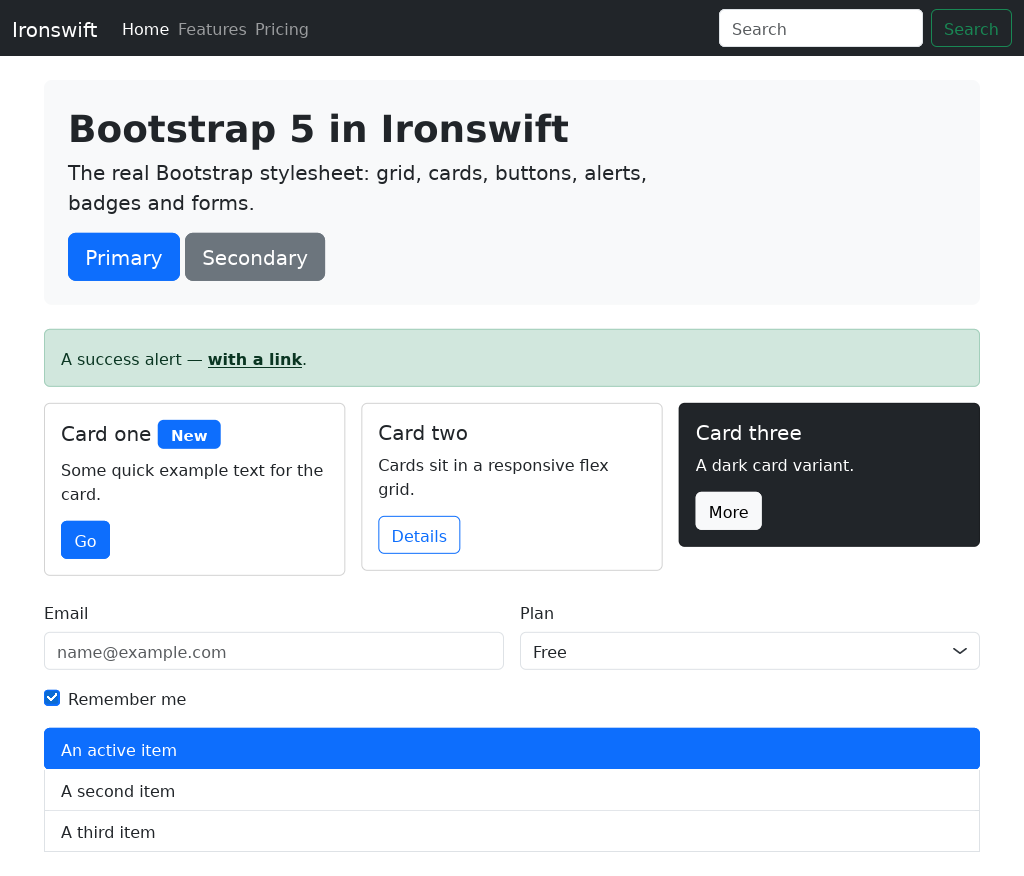 Ironswift Home Features Pricing Search Search
Bootstrap 5 in Ironswift
The real Bootstrap stylesheet: grid, cards, buttons, alerts,
badges and forms.
Primary Secondary
A success alert — with a link.
Card one New
Some quick example text for the
card.
Go
Card two
Cards sit in a responsive flex
grid.
Details
Card three
A dark card variant.
More
Email
name@example.com
Plan
Free
Remember me
An active item
A second item
A third item